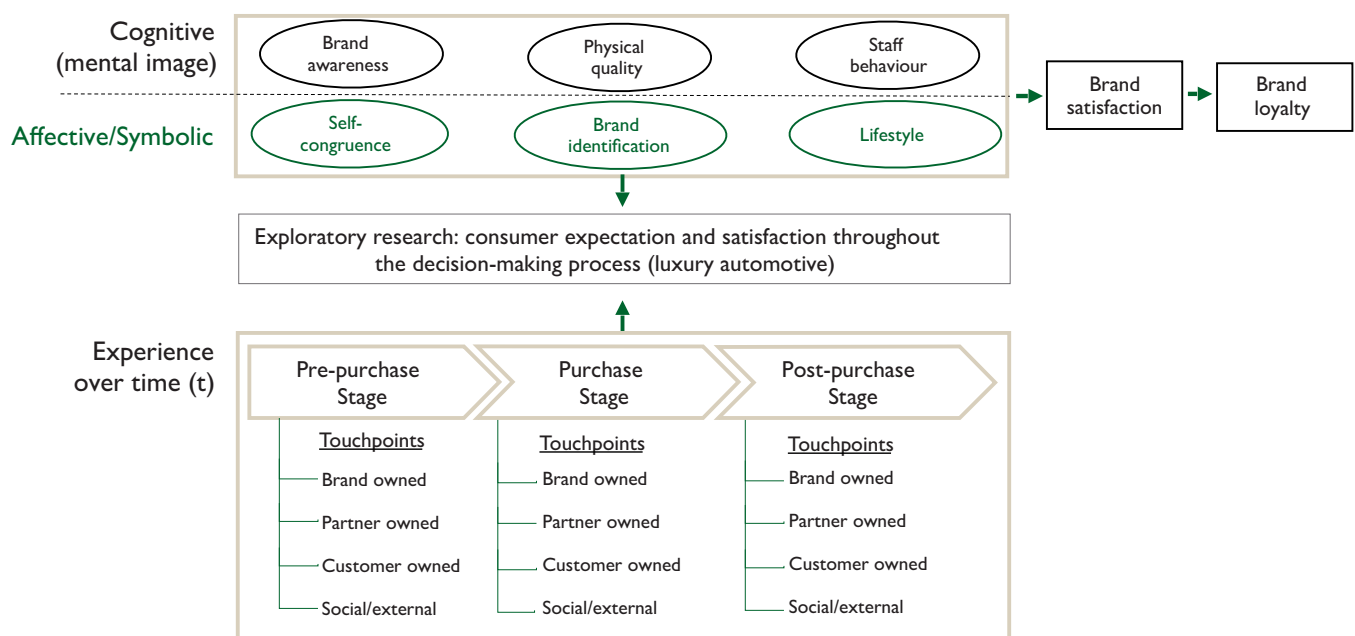 Cognitive
(mental image)
Brand
awareness
Physical
quality
Staff
behaviour
Affective/Symbolic
Self-
congruence
Brand
identification
Lifestyle
Brand
satisfaction
Brand
loyalty
Exploratory research: consumer expectation and satisfaction throughout
the decision-making process (luxury automotive)
Experience
over time (t)
Pre-purchase
Stage
Purchase
Stage
Post-purchase
Stage
Touchpoints
Brand owned
Partner owned
Customer owned
Social/external
Touchpoints
Brand owned
Partner owned
Customer owned
Social/external
Touchpoints
Brand owned
Partner owned
Customer owned
Social/external